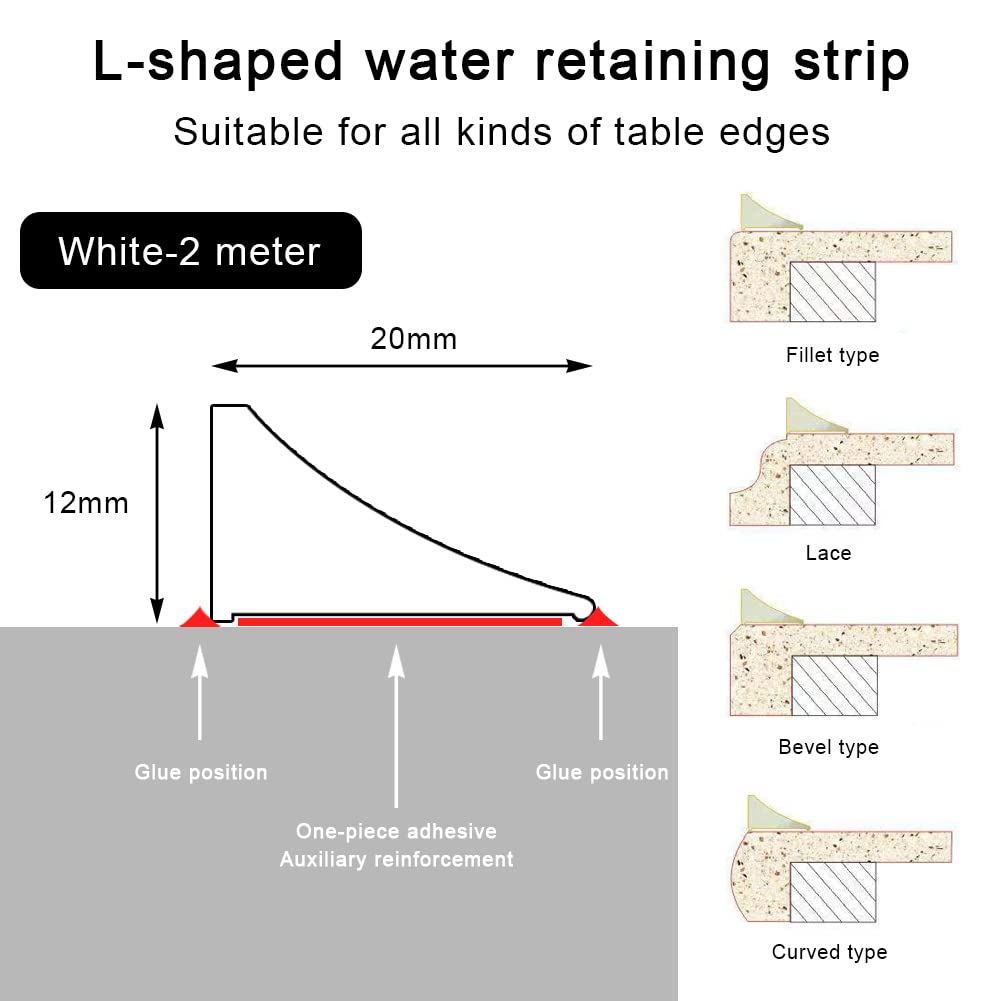 L-shaped water retaining strip
Suitable for all kinds of table edges
White-2 meter
20mm
12mm
Glue position
Glue position
One-piece adhesive
Auxiliary reinforcement
Fillet type
Lace
Bevel type
Curved type